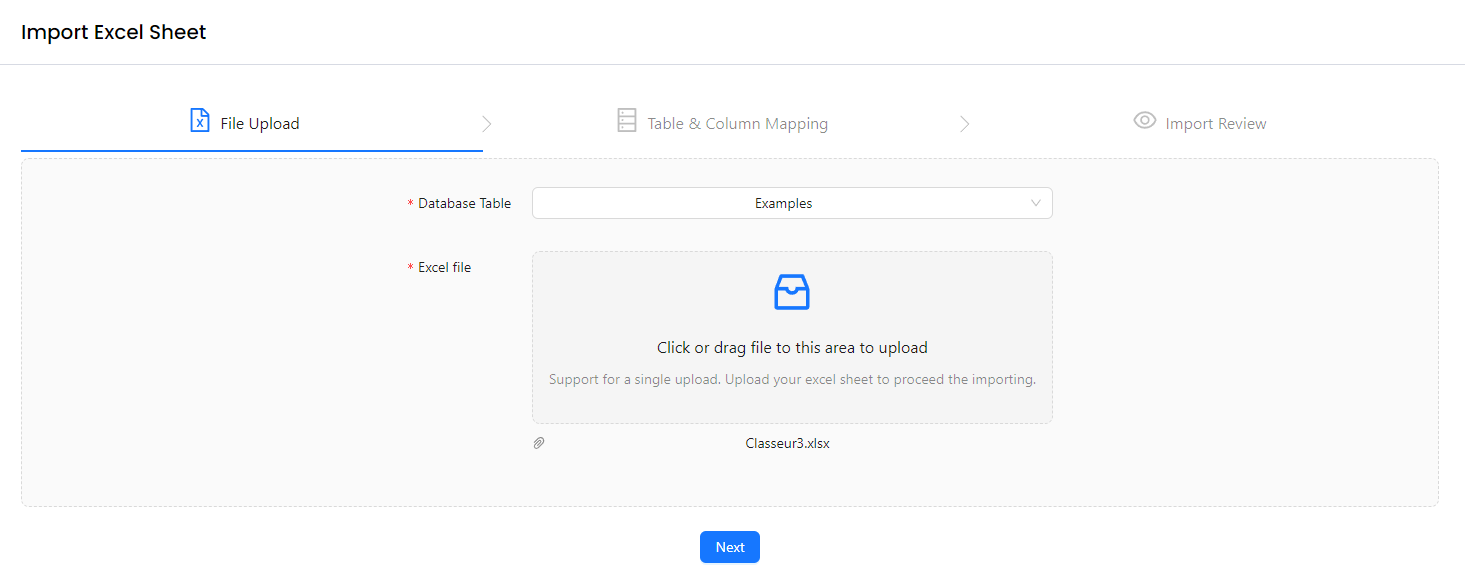 Import Excel Sheet
File Upload
Table & Column Mapping
Import Review
* Database Table
Examples
* Excel file
Click or drag file to this area to upload
Support for a single upload. Upload your excel sheet to proceed the importing.
Classeur3.xlsx
Next